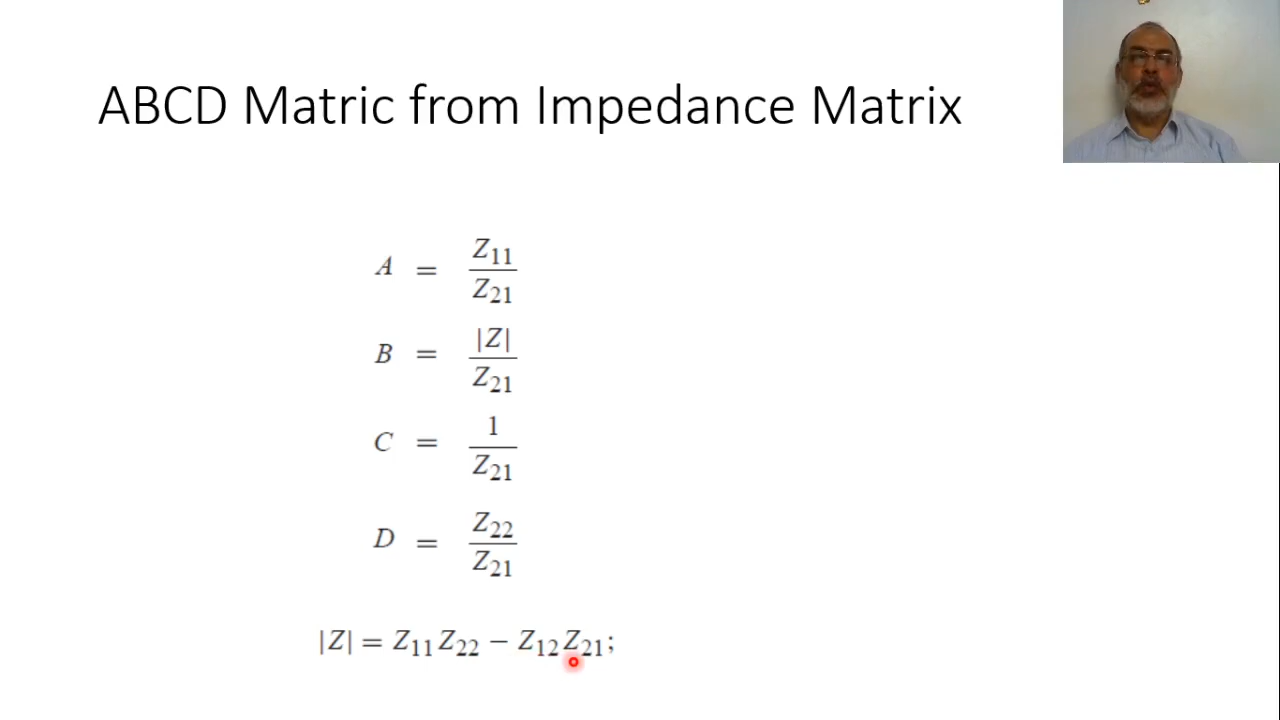 ABCD Matric from Impedance Matrix
A = Z11/Z21
B = |Z|/Z21
C = 1/Z21
D = Z22/Z21
|Z| = Z11Z22 − Z12Z21;